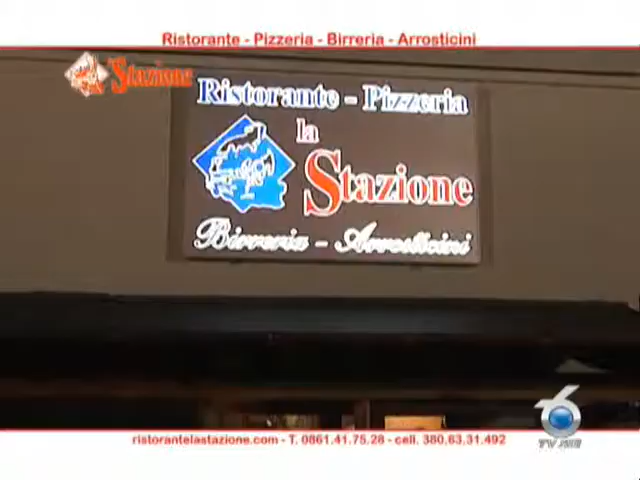 Ristorante - Pizzeria - Birreria - Arrosticini
Stazione
Ristorante - Pizzeria
la
Stazione
Birreria - Arrosticini
6
ristorantelastazione.com - T. 0861.41.75.28 - cell. 380.63.31.492